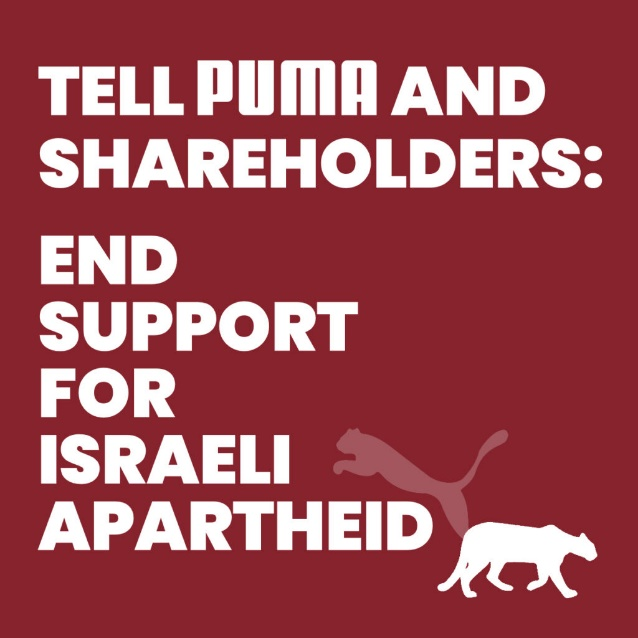 TELL PUMA AND
SHAREHOLDERS:
END
SUPPORT
FOR
ISRAELI
APARTHEID